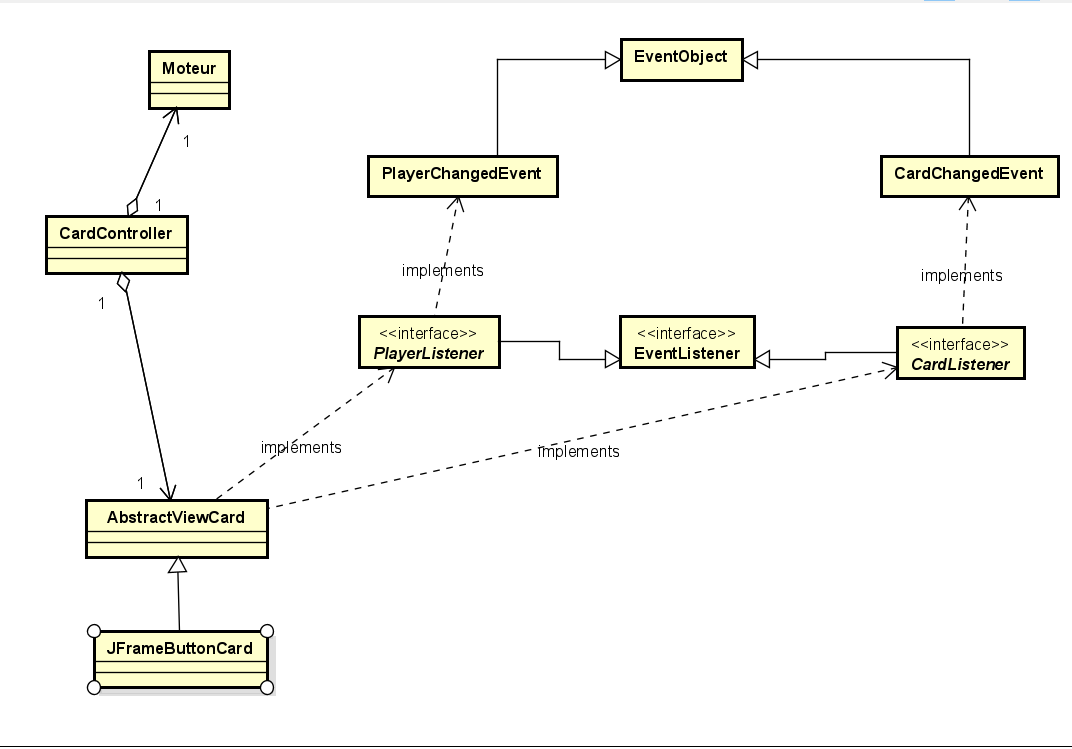 EventObject
Moteur
1
PlayerChangedEvent
CardChangedEvent
1
CardController
implements
implements
1
<<interface>>
PlayerListener
<<interface>>
EventListener
<<interface>>
CardListener
implements
implements
1
AbstractViewCard
JFrameButtonCard